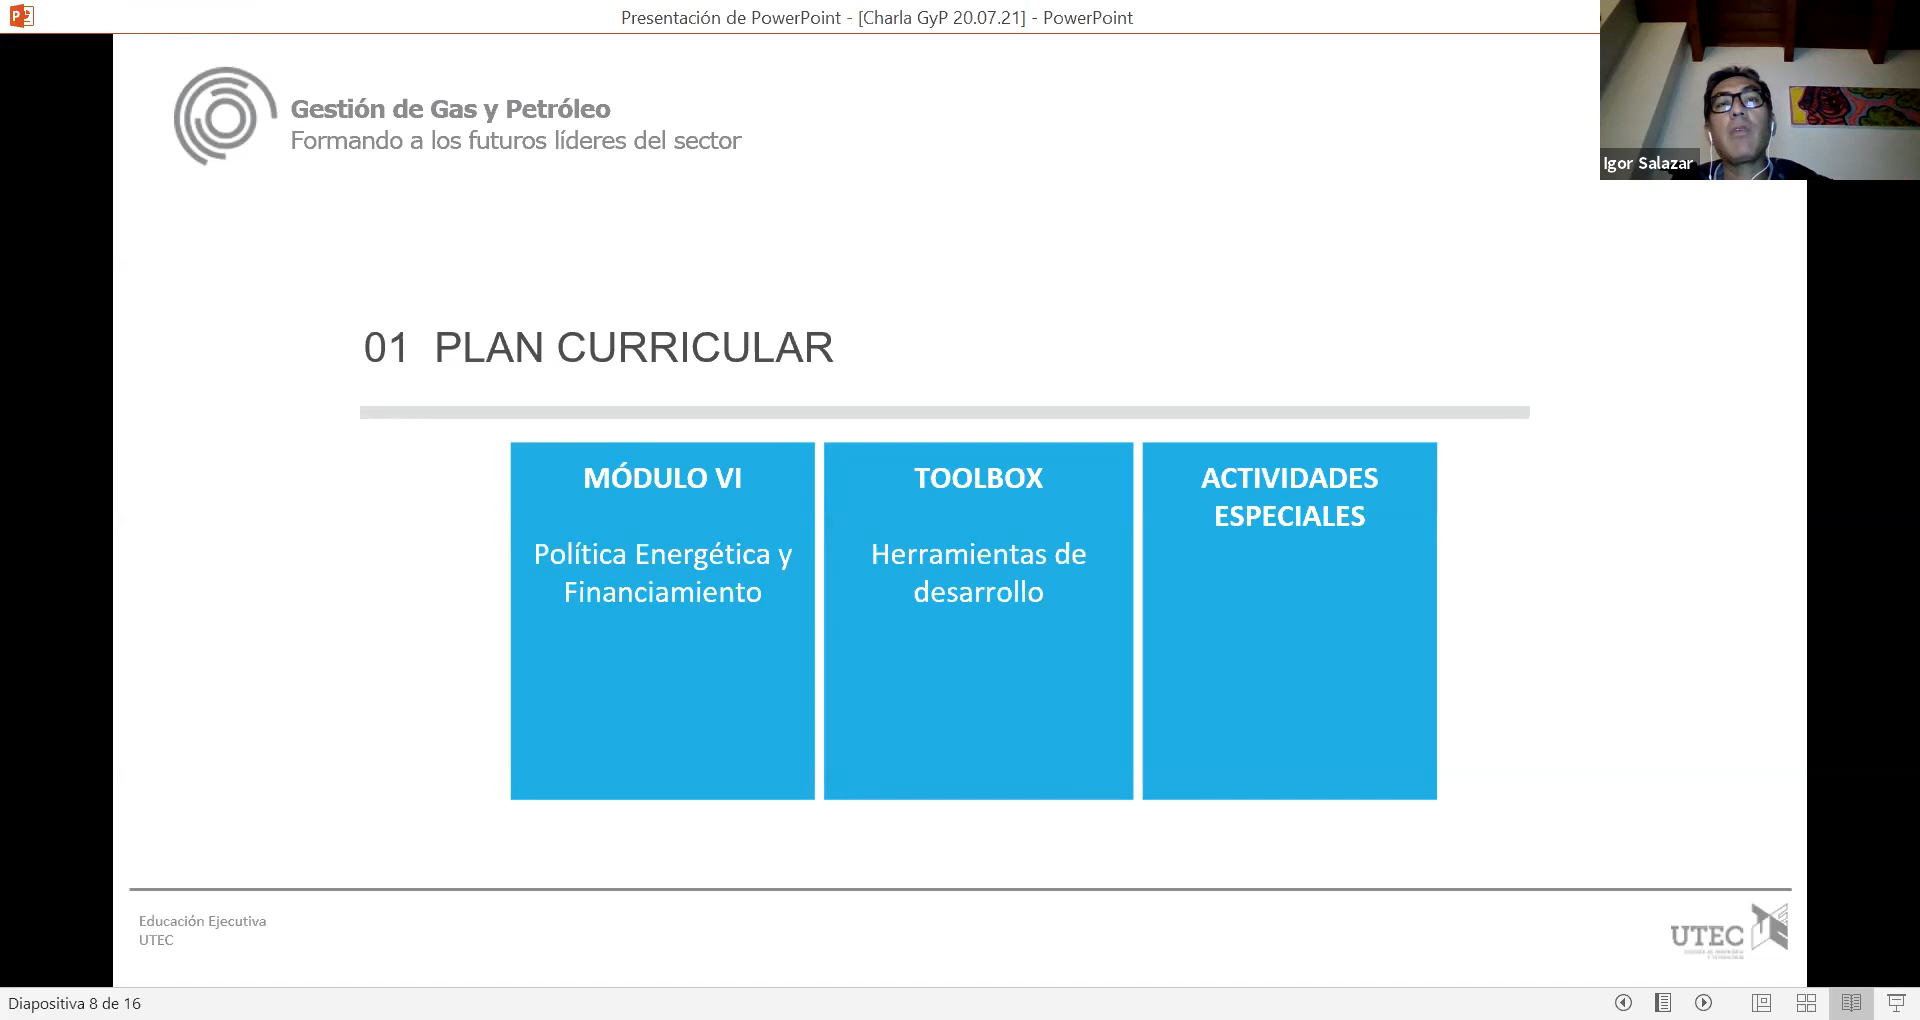 Presentación de PowerPoint - [Charla GyP 20.07.21] - PowerPoint
Igor Salazar
Gestión de Gas y Petróleo
Formando a los futuros líderes del sector
01 PLAN CURRICULAR
MÓDULO VI
Política Energética y
Financiamiento
TOOLBOX
Herramientas de
desarrollo
ACTIVIDADES
ESPECIALES
Educación Ejecutiva
UTEC
UTEC
Diapositiva 8 de 16